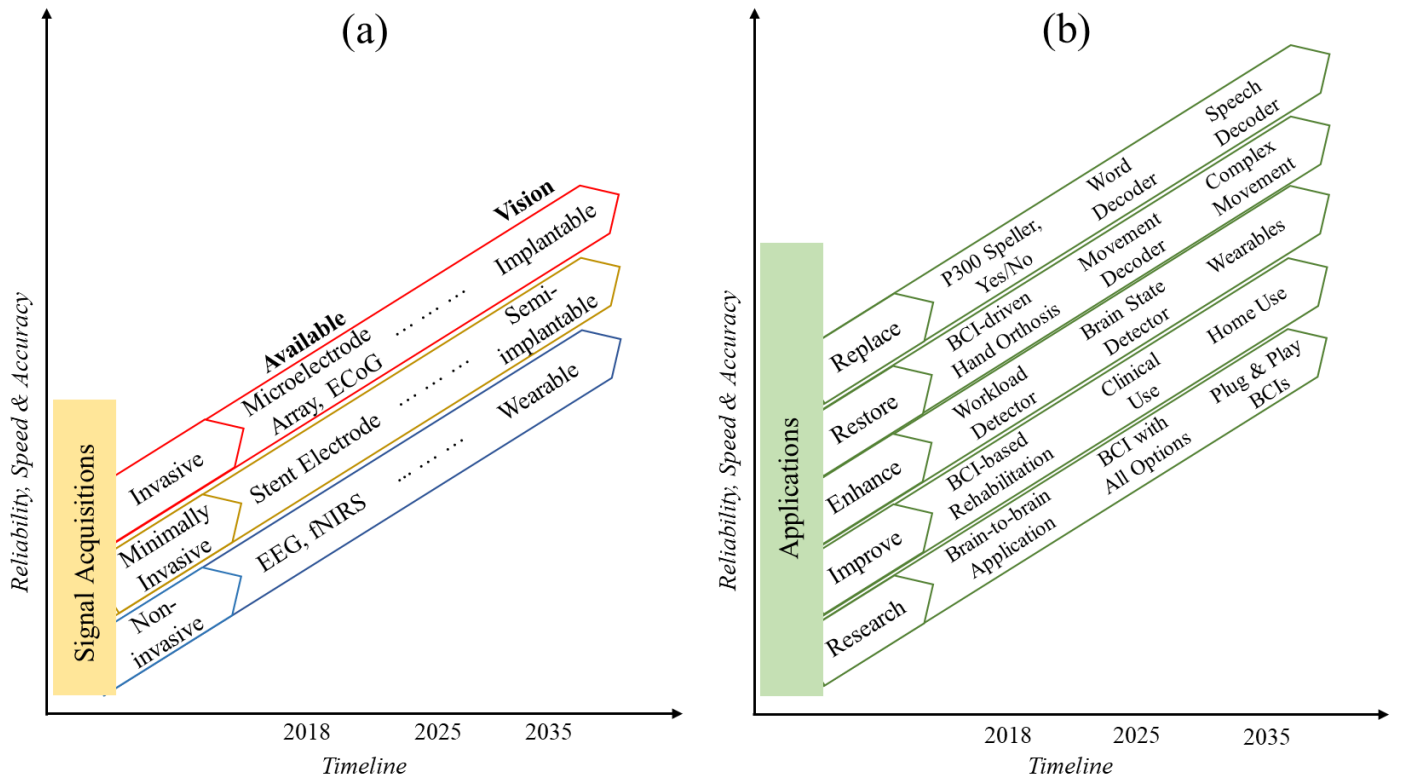 (a)
Reliability, Speed & Accuracy
Signal Acquisitions
Available
Vision
Invasive
Microelectrode
Array, ECoG
... ... ...
Implantable
Minimally
Invasive
Stent Electrode
... ... ...
Semi-
implantable
Non-
invasive
EEG, fNIRS
... ... ...
Wearable
2018
2025
2035
Timeline
(b)
Reliability, Speed & Accuracy
Applications
Replace
P300 Speller,
Yes/No
Word
Decoder
Speech
Decoder
Restore
BCI-driven
Hand Orthosis
Movement
Decoder
Complex
Movement
Enhance
Workload
Detector
Brain State
Detector
Wearables
Improve
BCI-based
Rehabilitation
Clinical
Use
Home Use
Research
Brain-to-brain
Application
BCI with
All Options
Plug & Play
BCIs
2018
2025
2035
Timeline